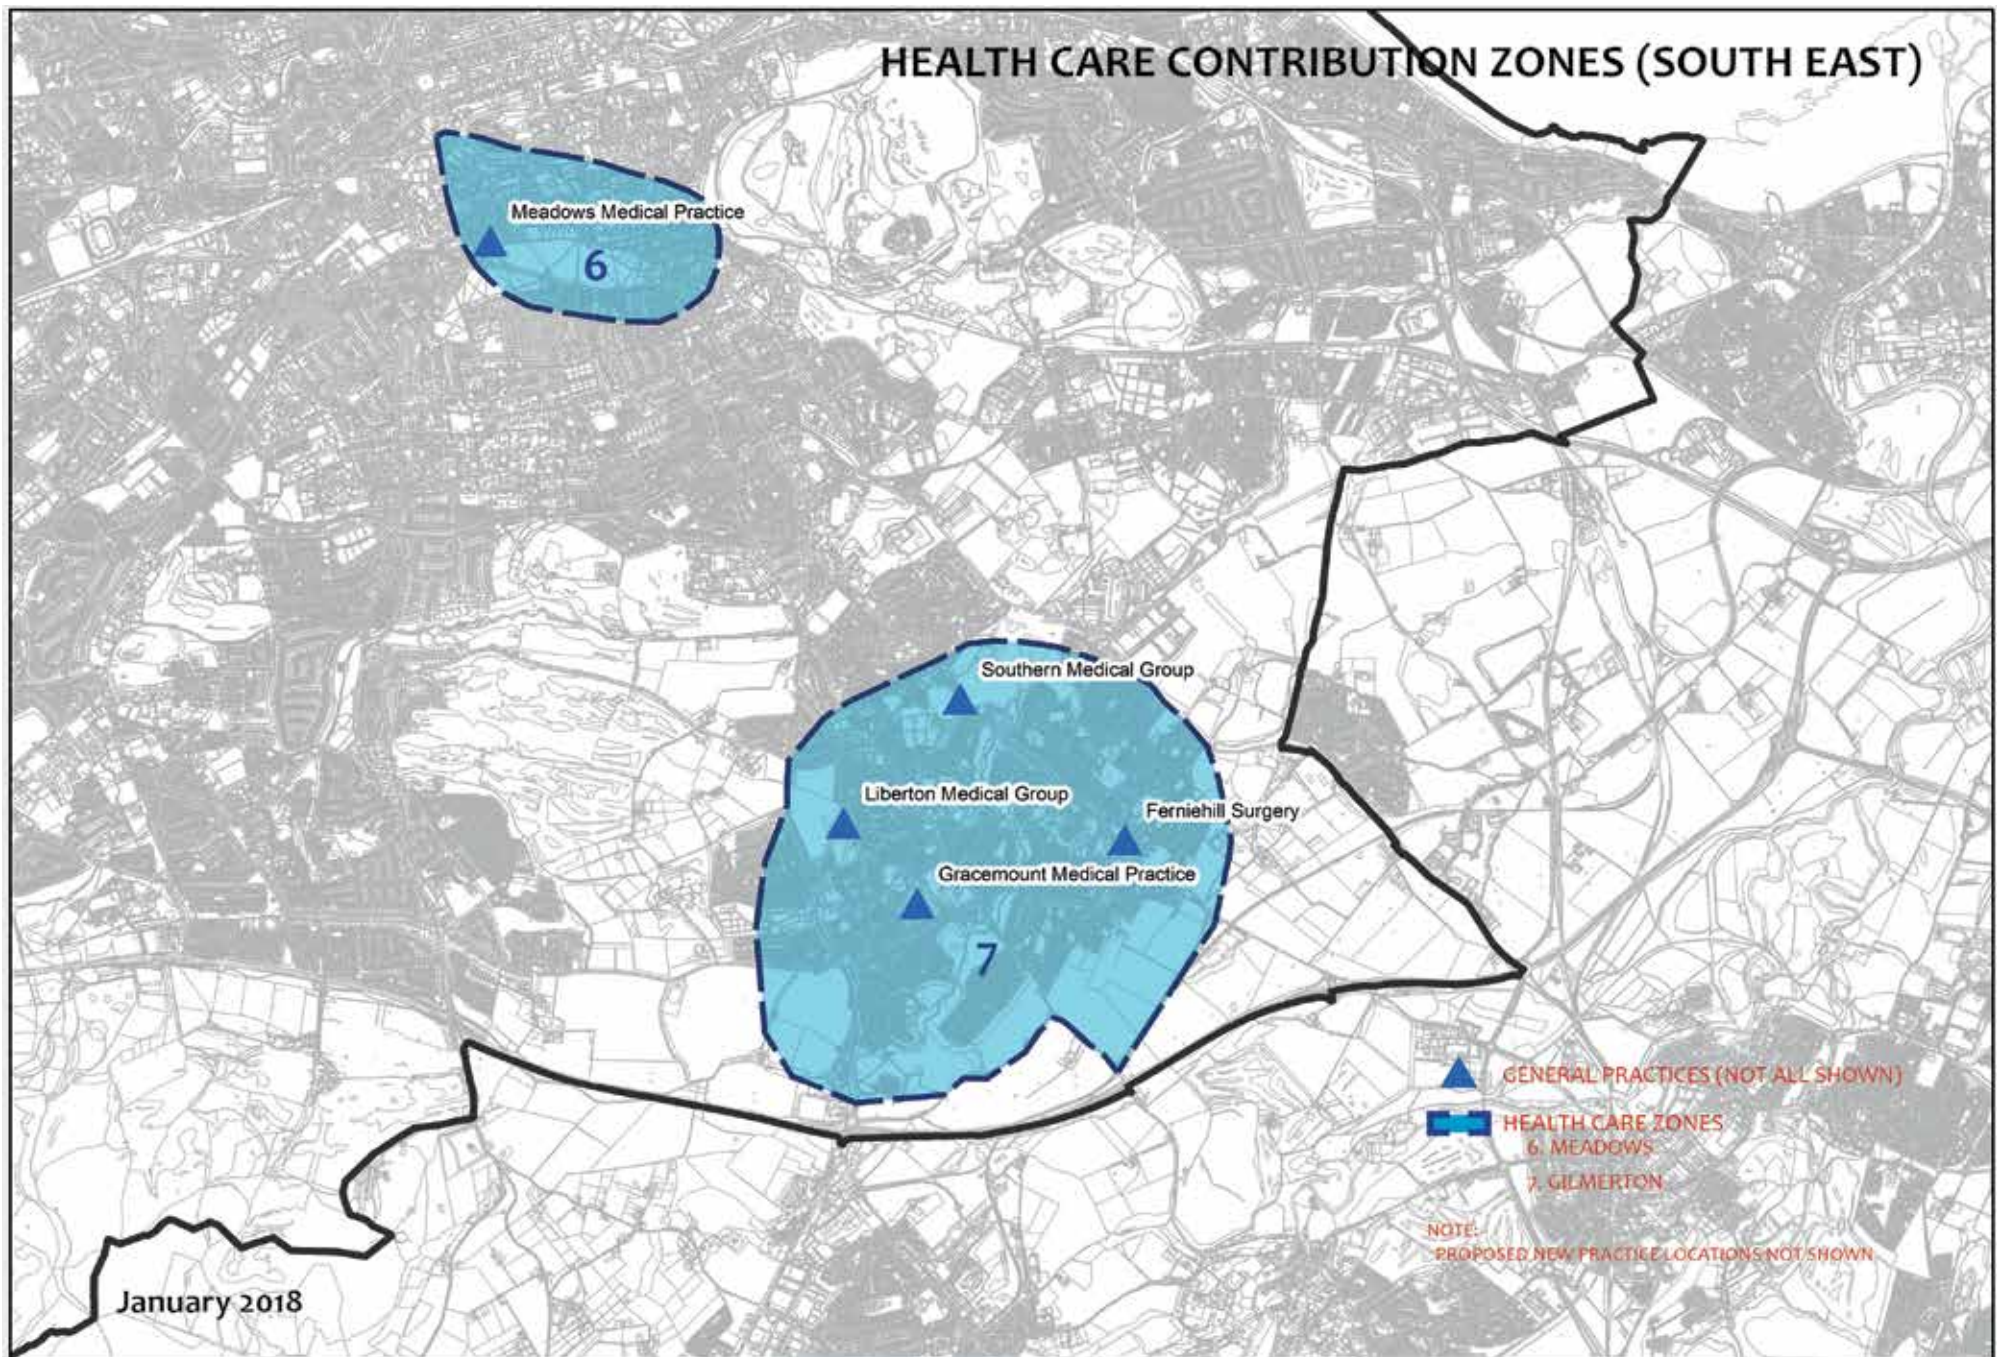 HEALTH CARE CONTRIBUTION ZONES (SOUTH EAST)
Meadows Medical Practice
6
Southern Medical Group
Liberton Medical Group
Ferniehill Surgery
Gracemount Medical Practice
7
GENERAL PRACTICES (NOT ALL SHOWN)
HEALTH CARE ZONES
6. MEADOWS
7. GILMERTON
NOTE:
PROPOSED NEW PRACTICE LOCATIONS NOT SHOWN
January 2018